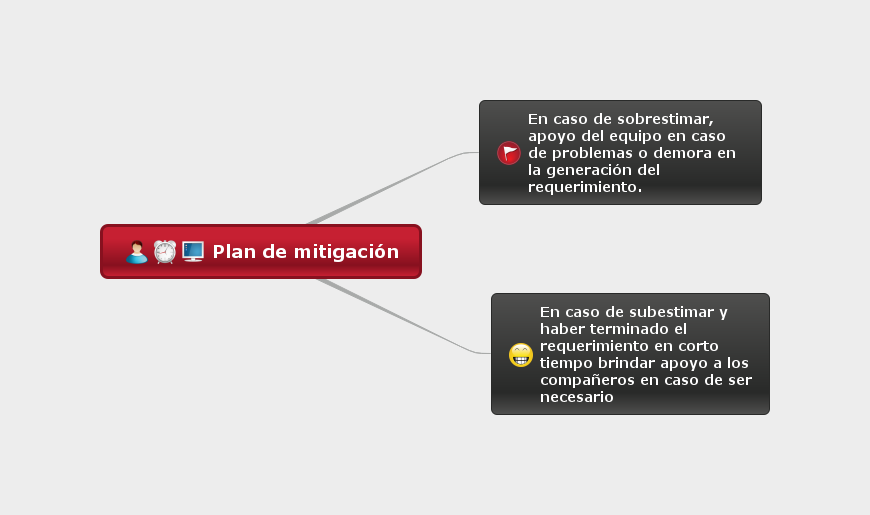 En caso de sobrestimar,
apoyo del equipo en caso
de problemas o demora en
la generación del
requerimiento.
Plan de mitigación
En caso de subestimar y
haber terminado el
requerimiento en corto
tiempo brindar apoyo a los
compañeros en caso de ser
necesario